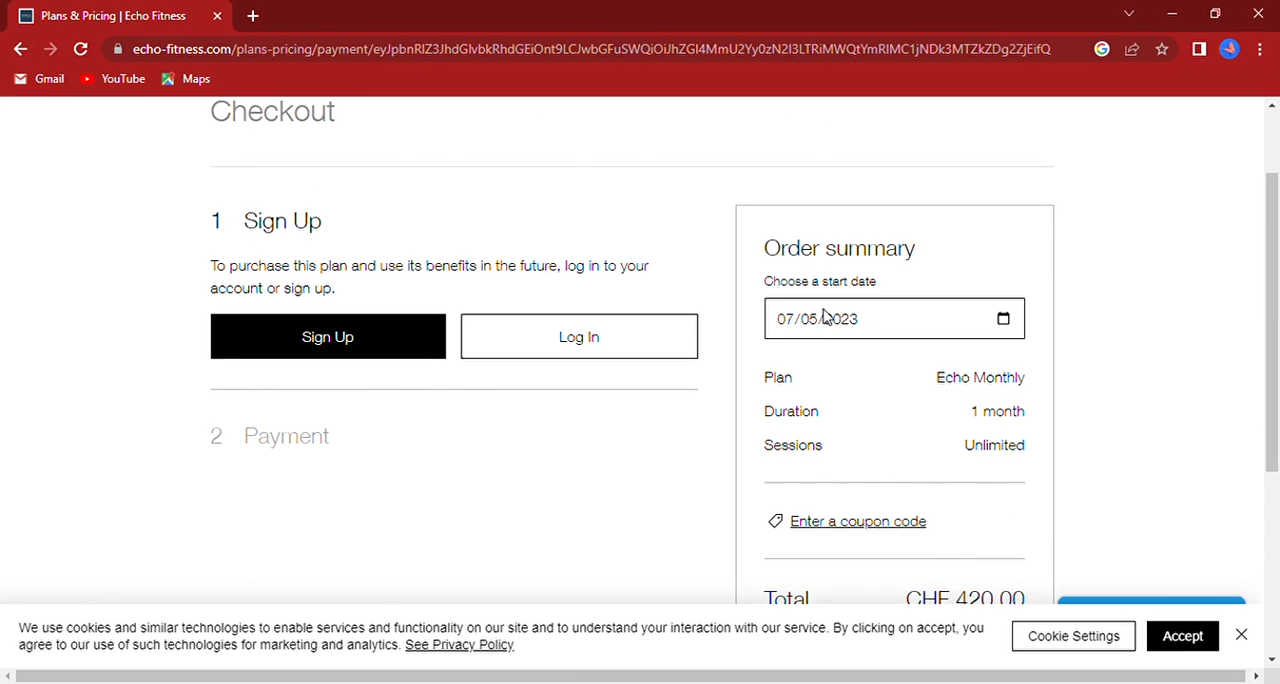 Plans & Pricing | Echo Fitness
echo-fitness.com/plans-pricing/payment/eyJpbnRlZ3JhdGlvbkRhdGEiOnt9LCJwbGFuSWQiOiJhZGI4MmU2Yy0zN2I3LTRiMWQtYmRlMC1jNDk3MTZkZDg2ZjEifQ
Gmail YouTube Maps
Checkout
1 Sign Up
To purchase this plan and use its benefits in the future, log in to your
account or sign up.
Sign Up Log In
2 Payment
Order summary
Choose a start date
07/05/2023
Plan Echo Monthly
Duration 1 month
Sessions Unlimited
Enter a coupon code
Total CHF 420.00
We use cookies and similar technologies to enable services and functionality on our site and to understand your interaction with our service. By clicking on accept, you
agree to our use of such technologies for marketing and analytics. See Privacy Policy
Cookie Settings Accept